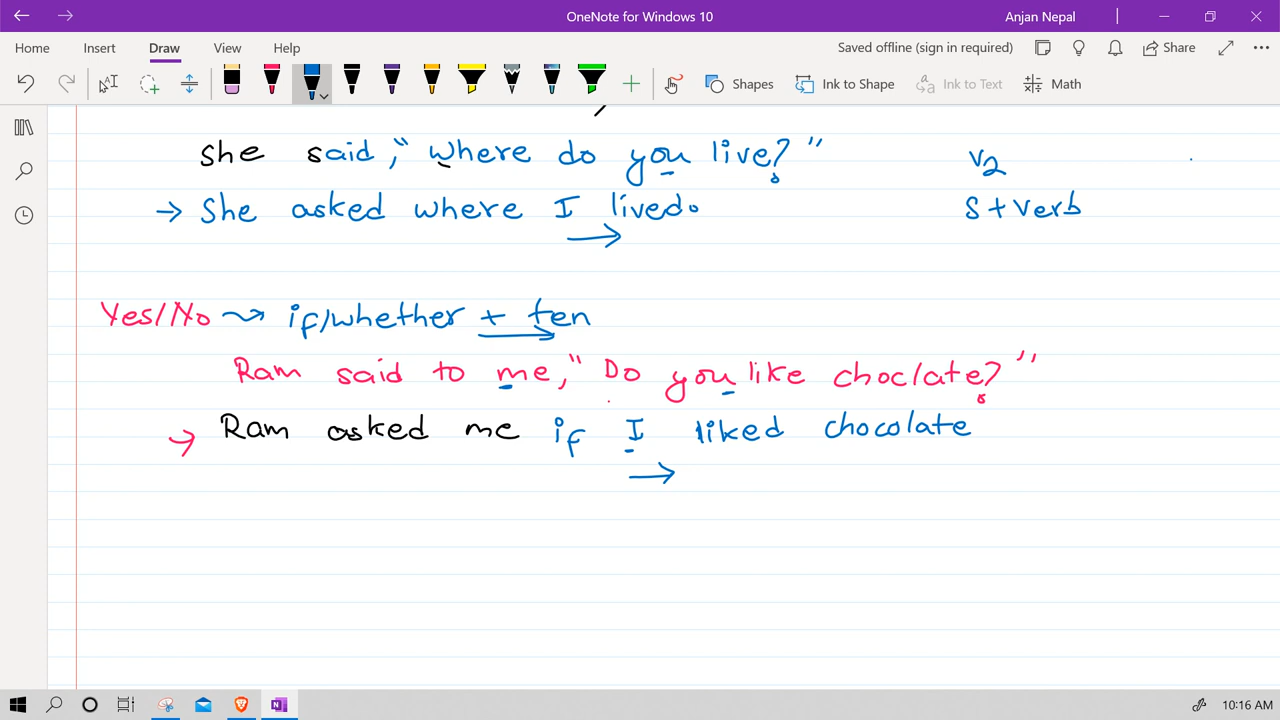 OneNote for Windows 10
Anjan Nepal
Home Insert Draw View Help
Saved offline (sign in required)
Share
Shapes Ink to Shape Ink to Text Math
She said, "where do you live?" V2
→ She asked where I lived. S + verb
Yes/No ⤳ if/whether + ten
Ram said to me, "Do you like choclate?"
→ Ram asked me if I liked chocolate
10:16 AM